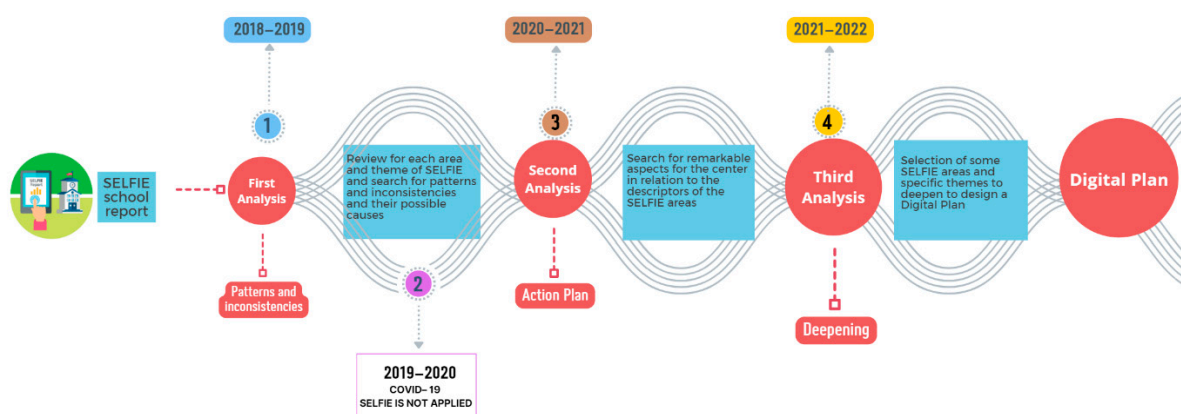 2018–2019
2020–2021
2021–2022
1
3
4
SELFIE
school
report
First
Analysis
Review for each area
and theme of SELFIE
and search for patterns
and inconsistencies
and their possible
causes
Second
Analysis
Search for remarkable
aspects for the center
in relation to the
descriptors of the
SELFIE areas
Third
Analysis
Selection of some
SELFIE areas and
specific themes to
deepen to design a
Digital Plan
Digital Plan
Patterns and
inconsistencies
2
Action Plan
Deepening
2019–2020
COVID– 19
SELFIE IS NOT APPLIED